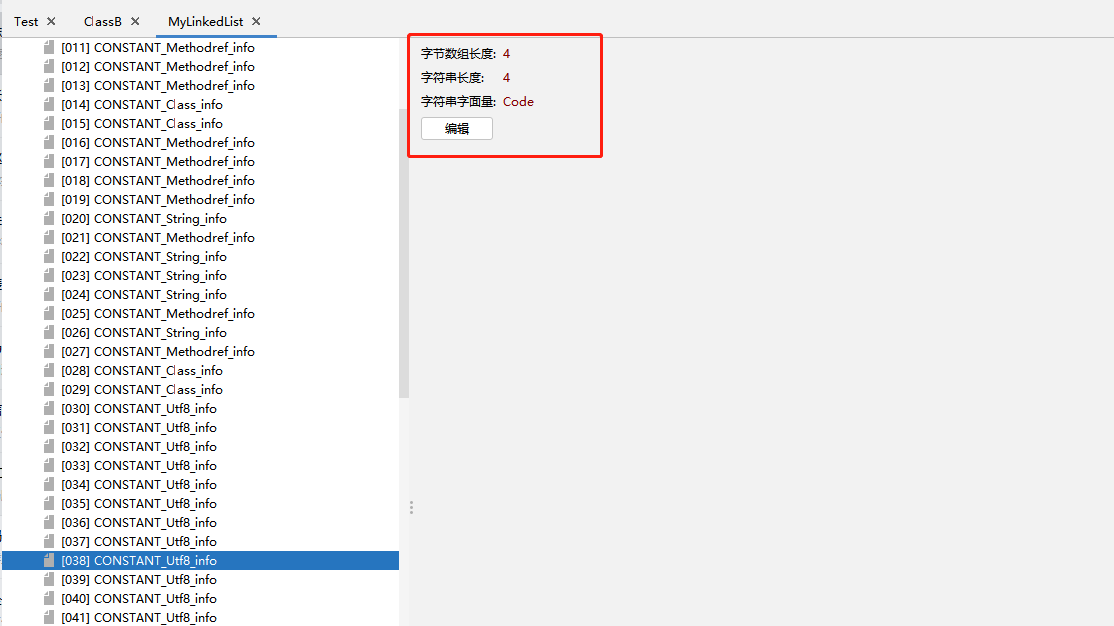 Test ClassB MyLinkedList
[011] CONSTANT_Methodref_info
[012] CONSTANT_Methodref_info
[013] CONSTANT_Methodref_info
[014] CONSTANT_Class_info
[015] CONSTANT_Class_info
[016] CONSTANT_Methodref_info
[017] CONSTANT_Methodref_info
[018] CONSTANT_Methodref_info
[019] CONSTANT_Methodref_info
[020] CONSTANT_String_info
[021] CONSTANT_Methodref_info
[022] CONSTANT_String_info
[023] CONSTANT_String_info
[024] CONSTANT_String_info
[025] CONSTANT_Methodref_info
[026] CONSTANT_String_info
[027] CONSTANT_Methodref_info
[028] CONSTANT_Class_info
[029] CONSTANT_Class_info
[030] CONSTANT_Utf8_info
[031] CONSTANT_Utf8_info
[032] CONSTANT_Utf8_info
[033] CONSTANT_Utf8_info
[034] CONSTANT_Utf8_info
[035] CONSTANT_Utf8_info
[036] CONSTANT_Utf8_info
[037] CONSTANT_Utf8_info
[038] CONSTANT_Utf8_info
[039] CONSTANT_Utf8_info
[040] CONSTANT_Utf8_info
[041] CONSTANT_Utf8_info
字节数组长度: 4
字符串长度: 4
字符串字面量: Code
编辑